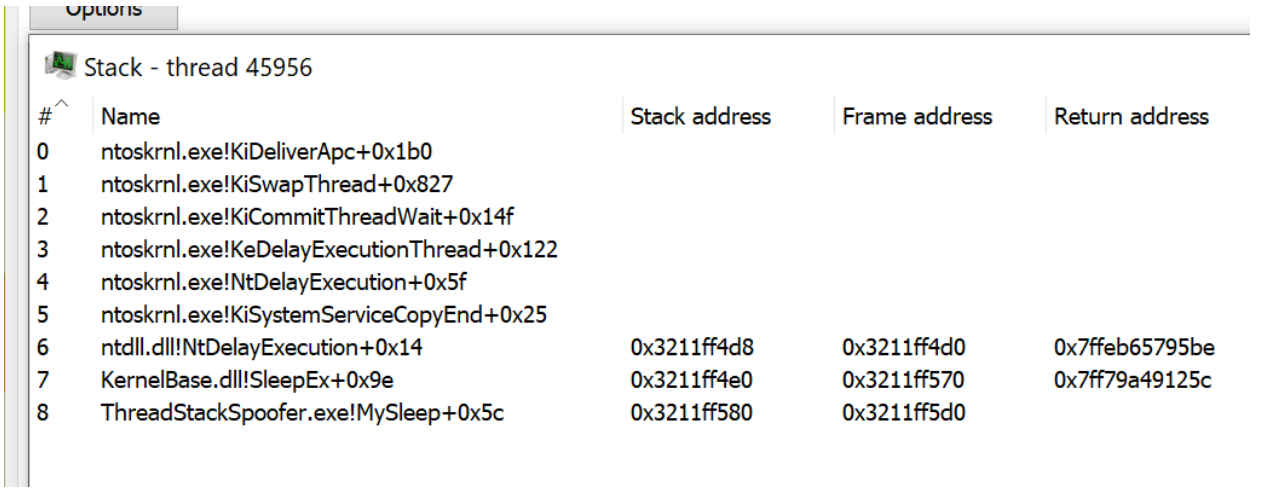 Options
Stack - thread 45956
# Name Stack address Frame address Return address
0 ntoskrnl.exe!KiDeliverApc+0x1b0
1 ntoskrnl.exe!KiSwapThread+0x827
2 ntoskrnl.exe!KiCommitThreadWait+0x14f
3 ntoskrnl.exe!KeDelayExecutionThread+0x122
4 ntoskrnl.exe!NtDelayExecution+0x5f
5 ntoskrnl.exe!KiSystemServiceCopyEnd+0x25
6 ntdll.dll!NtDelayExecution+0x14 0x3211ff4d8 0x3211ff4d0 0x7ffeb65795be
7 KernelBase.dll!SleepEx+0x9e 0x3211ff4e0 0x3211ff570 0x7ff79a49125c
8 ThreadStackSpoofer.exe!MySleep+0x5c 0x3211ff580 0x3211ff5d0